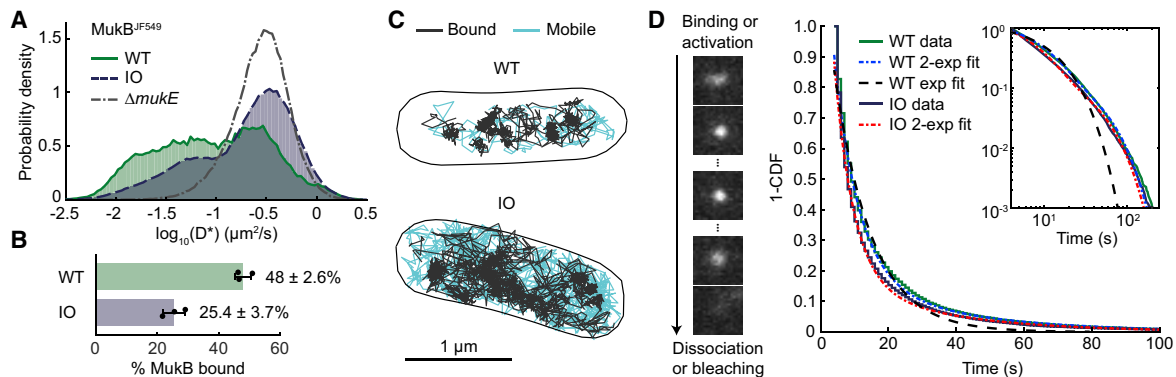 A
MukB^JF549
WT
IO
ΔmukE
Probability density
1.5
1
0.5
0
-2.5 -2 -1.5 -1 -0.5 0 0.5
log10(D*) (µm²/s)
B
WT
48 ± 2.6%
IO
25.4 ± 3.7%
0 20 40 60
% MukB bound
C
Bound Mobile
WT
IO
1 µm
D
Binding or
activation
...
...
Dissociation
or bleaching
1-CDF
1.0
0.9
0.8
0.7
0.6
0.5
0.4
0.3
0.2
0.1
0
0 20 40 60 80 100
Time (s)
WT data
WT 2-exp fit
WT exp fit
IO data
IO 2-exp fit
10^0
10^-1
10^-2
10^-3
10^1 10^2
Time (s)